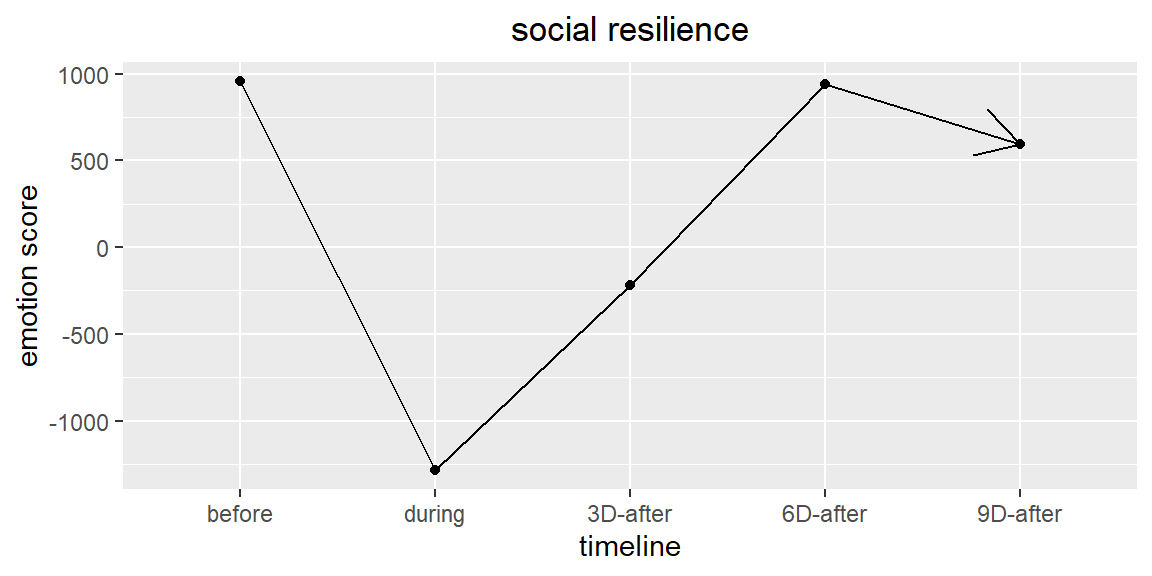 social resilience
1000
500
0
-500
-1000
emotion score
before during 3D-after 6D-after 9D-after
timeline